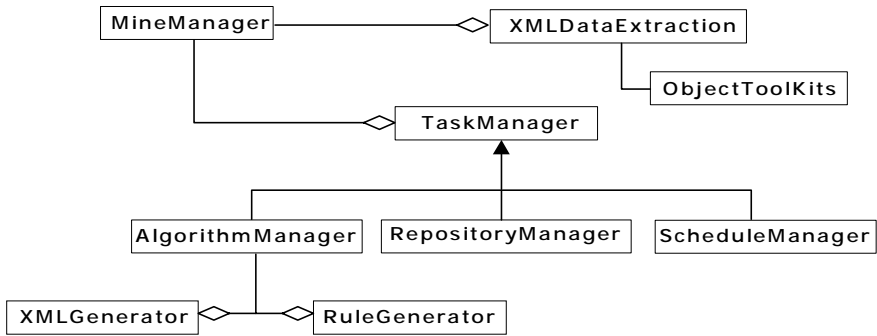 MineManager
XMLDataExtraction
ObjectToolKits
TaskManager
AlgorithmManager
RepositoryManager
ScheduleManager
XMLGenerator
RuleGenerator